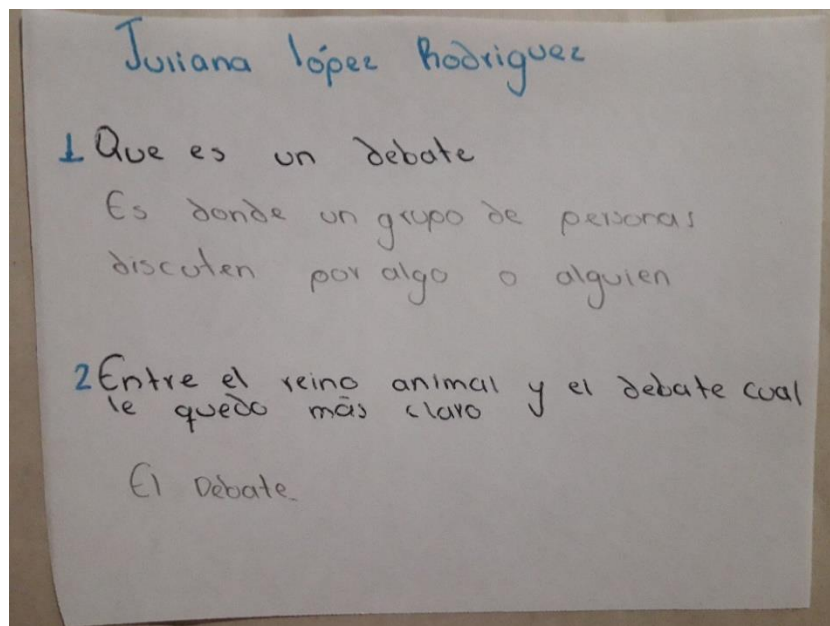 Juliana lópez Rodriguez
1 Que es un debate
Es donde un grupo de personas
discuten por algo o alguien
2 Entre el reino animal y el debate cual
le quedo más claro
El Debate.